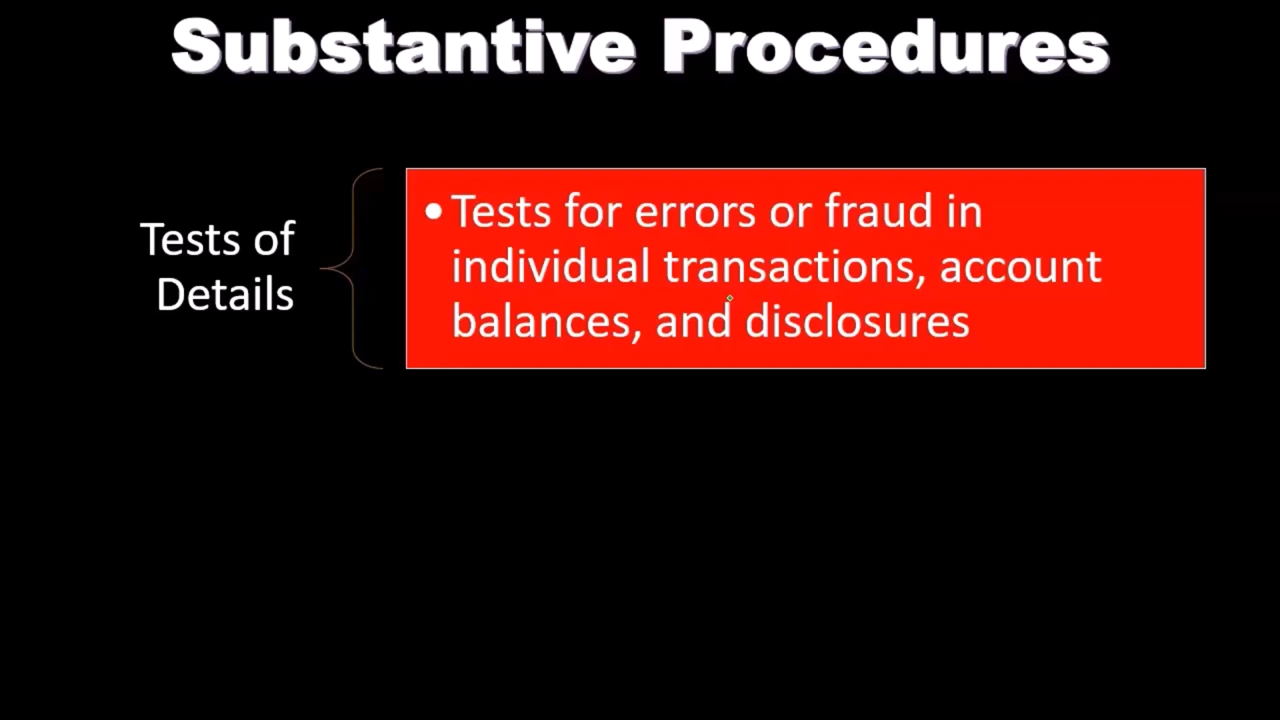 Substantive Procedures
Tests of
Details
• Tests for errors or fraud in
individual transactions, account
balances, and disclosures